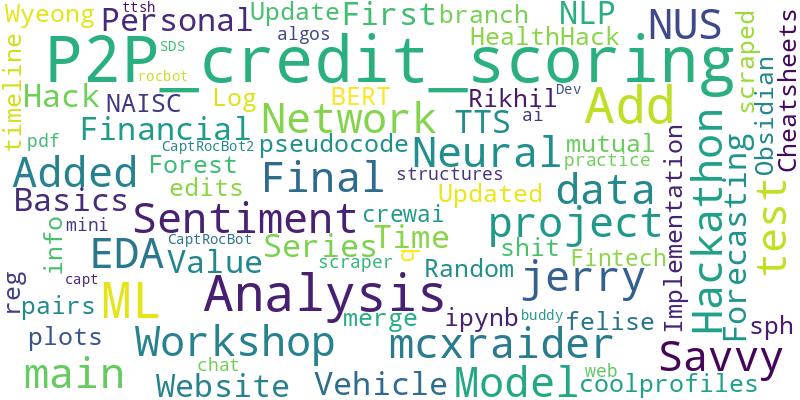 Wyeong
ttsh
Personal
Update
First
branch
NLP
NUS
algos
HealthHack
SDS
P2P_credit_scoring
rocbot
timeline
scraped
Cheatsheets
Obsidian
Hack
NAISC
Log
BERT
Rikhil
Dev
Add
ai
Network
TTS
Financial
pdf
CaptRocBot2
pseudocode
Neural
mutual
practice
Added
Forest
edits
Final
structures
Updated
data
Implementation
Hackathon
Forecasting
test
Basics
mini
Sentiment
crewai
project
info
EDA
CaptRocBot
Value
Series
Time
scraper
qr
shit
Random
Fintech
jerry
reg
pairs
capt
ML
Analysis
merge
ipynb
buddy
felise
sph
plots
Workshop
mcxraider
Savvy
main
chat
Website
Vehicle
Model
web
coolprofiles